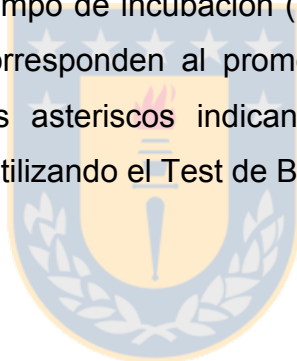 mpo de incubación (
orresponden al prom
s asteriscos indican
tilizando el Test de B